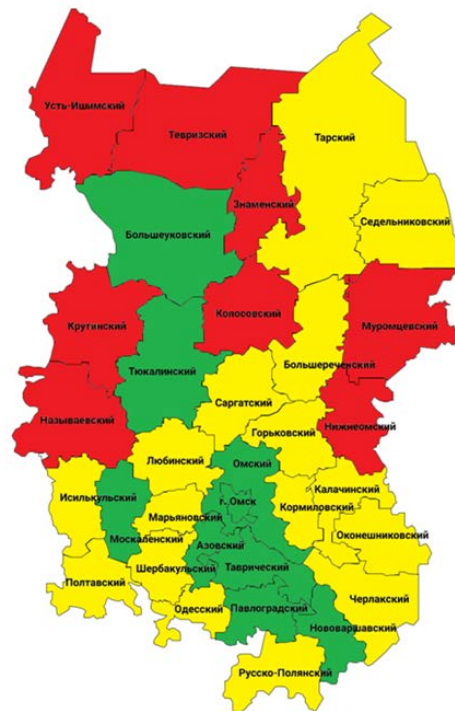 Усть-Ишимский
Тевризский
Тарский
Знаменский
Седельниковский
Большеуковский
Колосовский
Крутинский
Муромцевский
Тюкалинский
Большереченский
Саргатский
Называевский
Нижнеомский
Горьковский
Любинский
Омский
Исилькульский
Калачинский
г. Омск
Кормиловский
Марьяновский
Оконешниковский
Москаленский
Азовский
Шербакульский
Таврический
Полтавский
Черлакский
Одесский
Павлоградский
Нововаршавский
Русско-Полянский